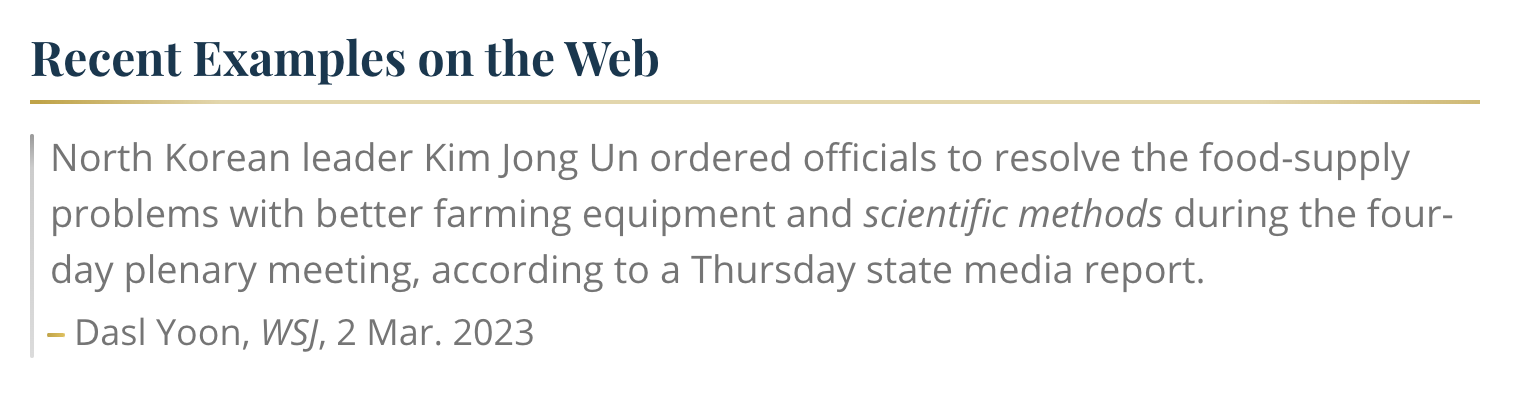 Recent Examples on the Web
North Korean leader Kim Jong Un ordered officials to resolve the food-supply
problems with better farming equipment and scientific methods during the four-
day plenary meeting, according to a Thursday state media report.
– Dasl Yoon, WSJ, 2 Mar. 2023